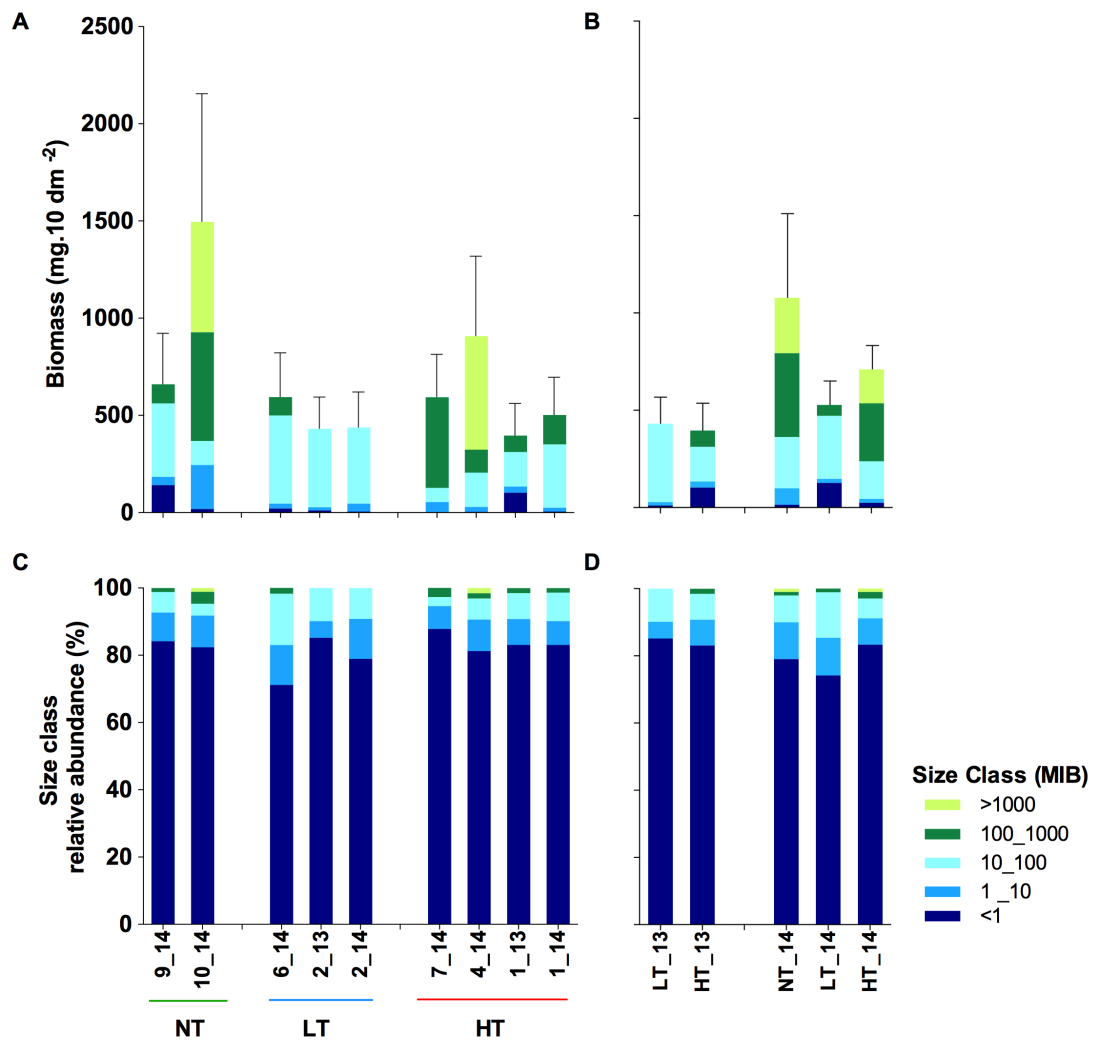 A
B
2500
2000
1500
1000
500
0
Biomass (mg.10 dm -2)
C
D
100
80
60
40
20
0
Size class
relative abundance (%)
9_14
10_14
6_14
2_13
2_14
7_14
4_14
1_13
1_14
NT
LT
HT
LT_13
HT_13
NT_14
LT_14
HT_14
Size Class (MIB)
>1000
100_1000
10_100
1_10
<1